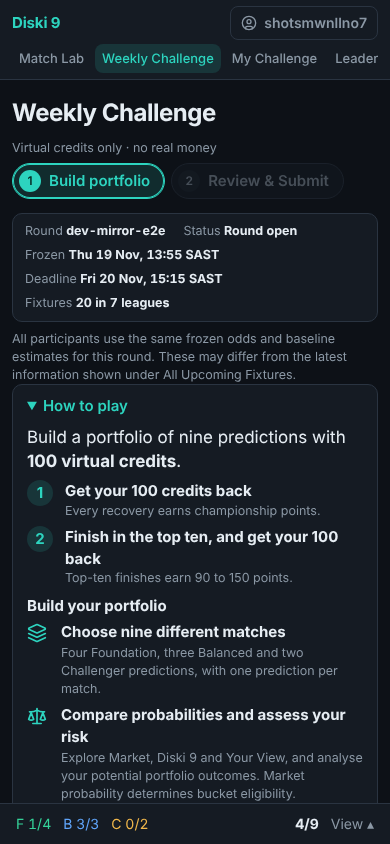 Diski 9
shotsmwnllno7
Match Lab Weekly Challenge My Challenge Leader
Weekly Challenge
Virtual credits only · no real money
1 Build portfolio 2 Review & Submit
Round dev-mirror-e2e Status Round open
Frozen Thu 19 Nov, 13:55 SAST
Deadline Fri 20 Nov, 15:15 SAST
Fixtures 20 in 7 leagues
All participants use the same frozen odds and baseline
estimates for this round. These may differ from the latest
information shown under All Upcoming Fixtures.
▼ How to play
Build a portfolio of nine predictions with
100 virtual credits.
1 Get your 100 credits back
Every recovery earns championship points.
2 Finish in the top ten, and get your 100
back
Top-ten finishes earn 90 to 150 points.
Build your portfolio
Choose nine different matches
Four Foundation, three Balanced and two
Challenger predictions, with one prediction per
match.
Compare probabilities and assess your
risk
Explore Market, Diski 9 and Your View, and analyse
your potential portfolio outcomes. Market
probability determines bucket eligibility.
F 1/4 B 3/3 C 0/2 4/9 View ▴